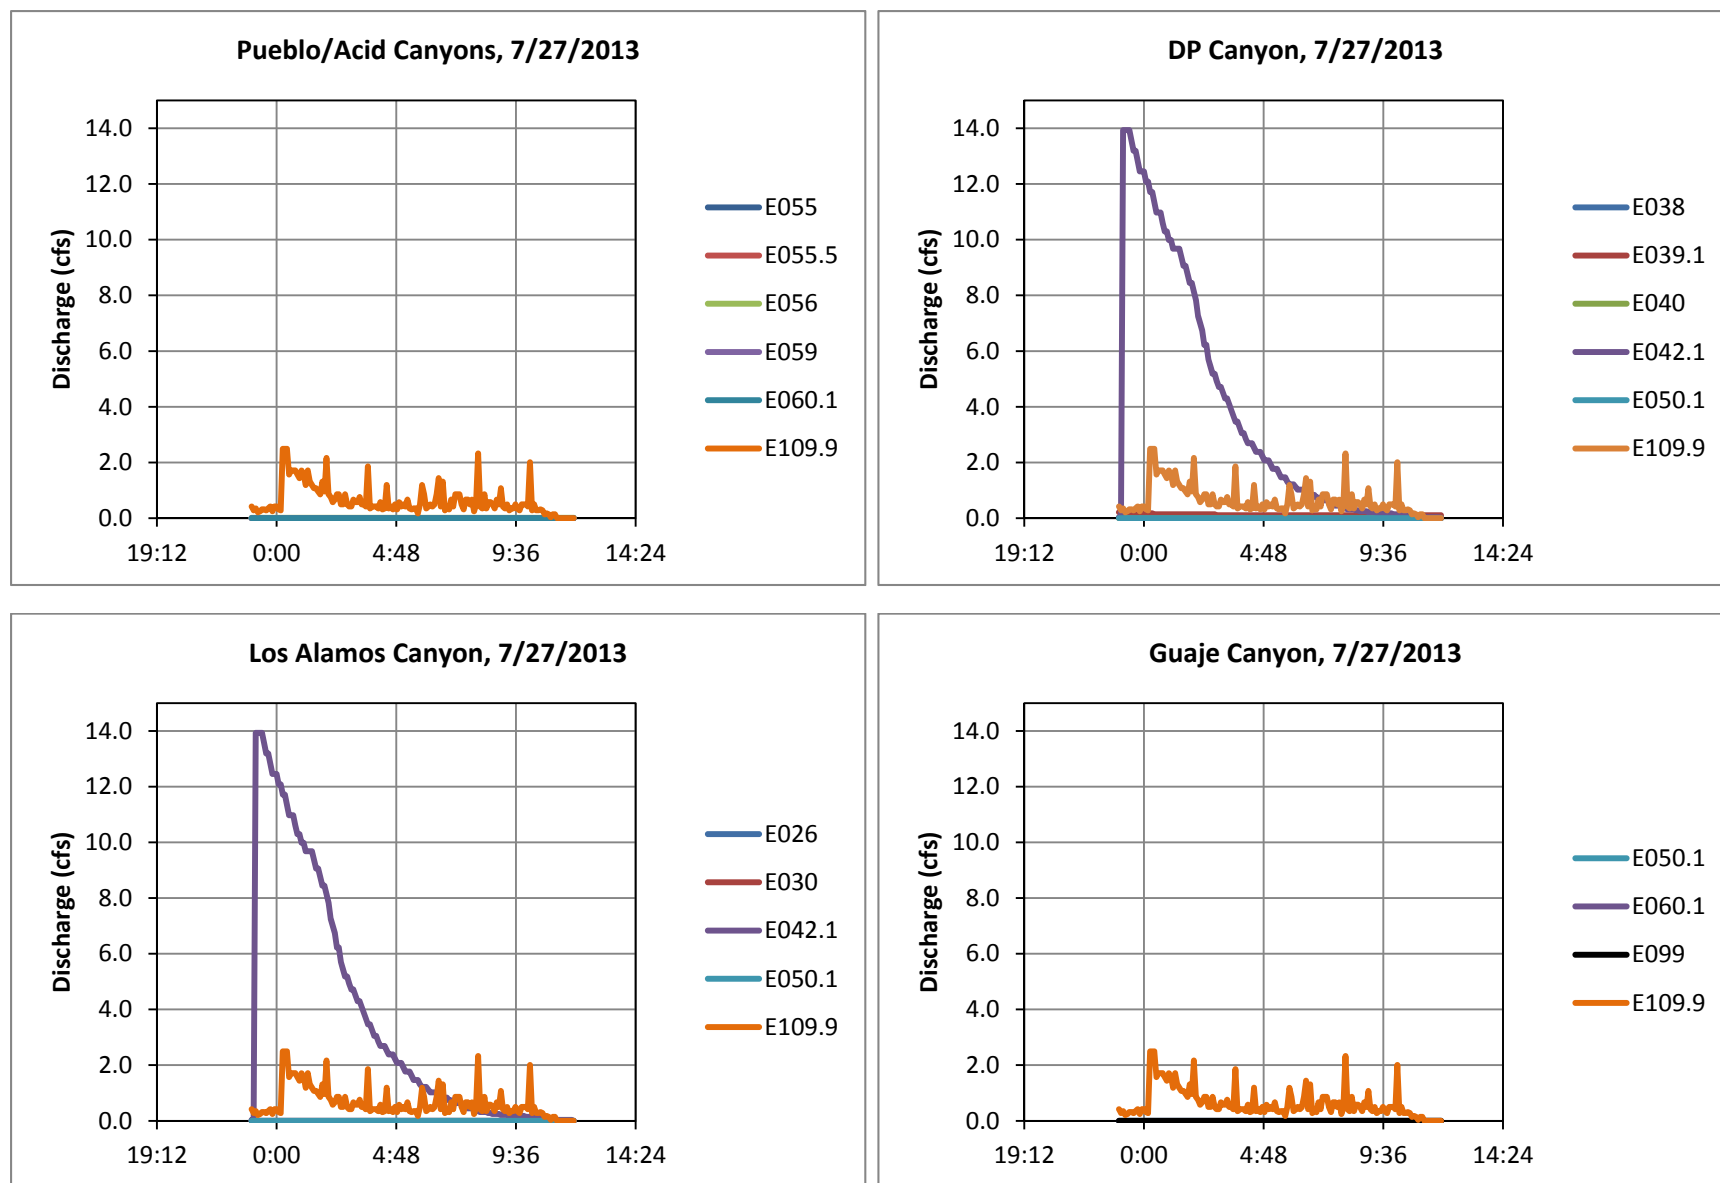 Pueblo/Acid Canyons, 7/27/2013
Discharge (cfs)
14.0
12.0
10.0
8.0
6.0
4.0
2.0
0.0
19:12
0:00
4:48
9:36
14:24
E055
E055.5
E056
E059
E060.1
E109.9
DP Canyon, 7/27/2013
Discharge (cfs)
14.0
12.0
10.0
8.0
6.0
4.0
2.0
0.0
19:12
0:00
4:48
9:36
14:24
E038
E039.1
E040
E042.1
E050.1
E109.9
Los Alamos Canyon, 7/27/2013
Discharge (cfs)
14.0
12.0
10.0
8.0
6.0
4.0
2.0
0.0
19:12
0:00
4:48
9:36
14:24
E026
E030
E042.1
E050.1
E109.9
Guaje Canyon, 7/27/2013
Discharge (cfs)
14.0
12.0
10.0
8.0
6.0
4.0
2.0
0.0
19:12
0:00
4:48
9:36
14:24
E050.1
E060.1
E099
E109.9